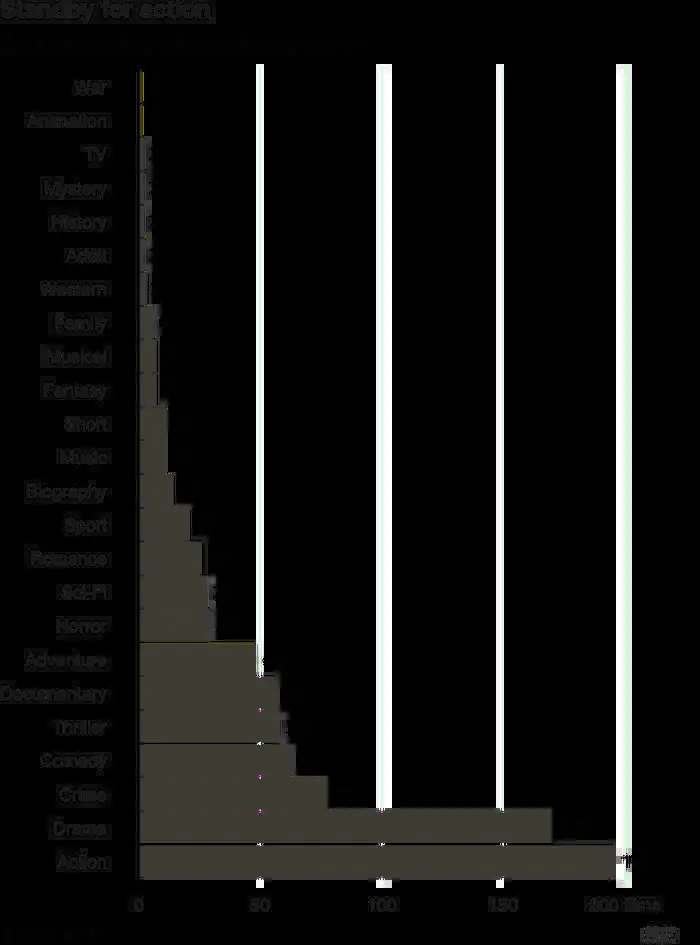 Standby for action
War
Animation
TV
Mystery
History
Adult
Western
Family
Musical
Fantasy
Short
Music
Biography
Sport
Romance
Sci-Fi
Horror
Adventure
Documentary
Thriller
Comedy
Crime
Drama
Action
0 50 100 150 200 films